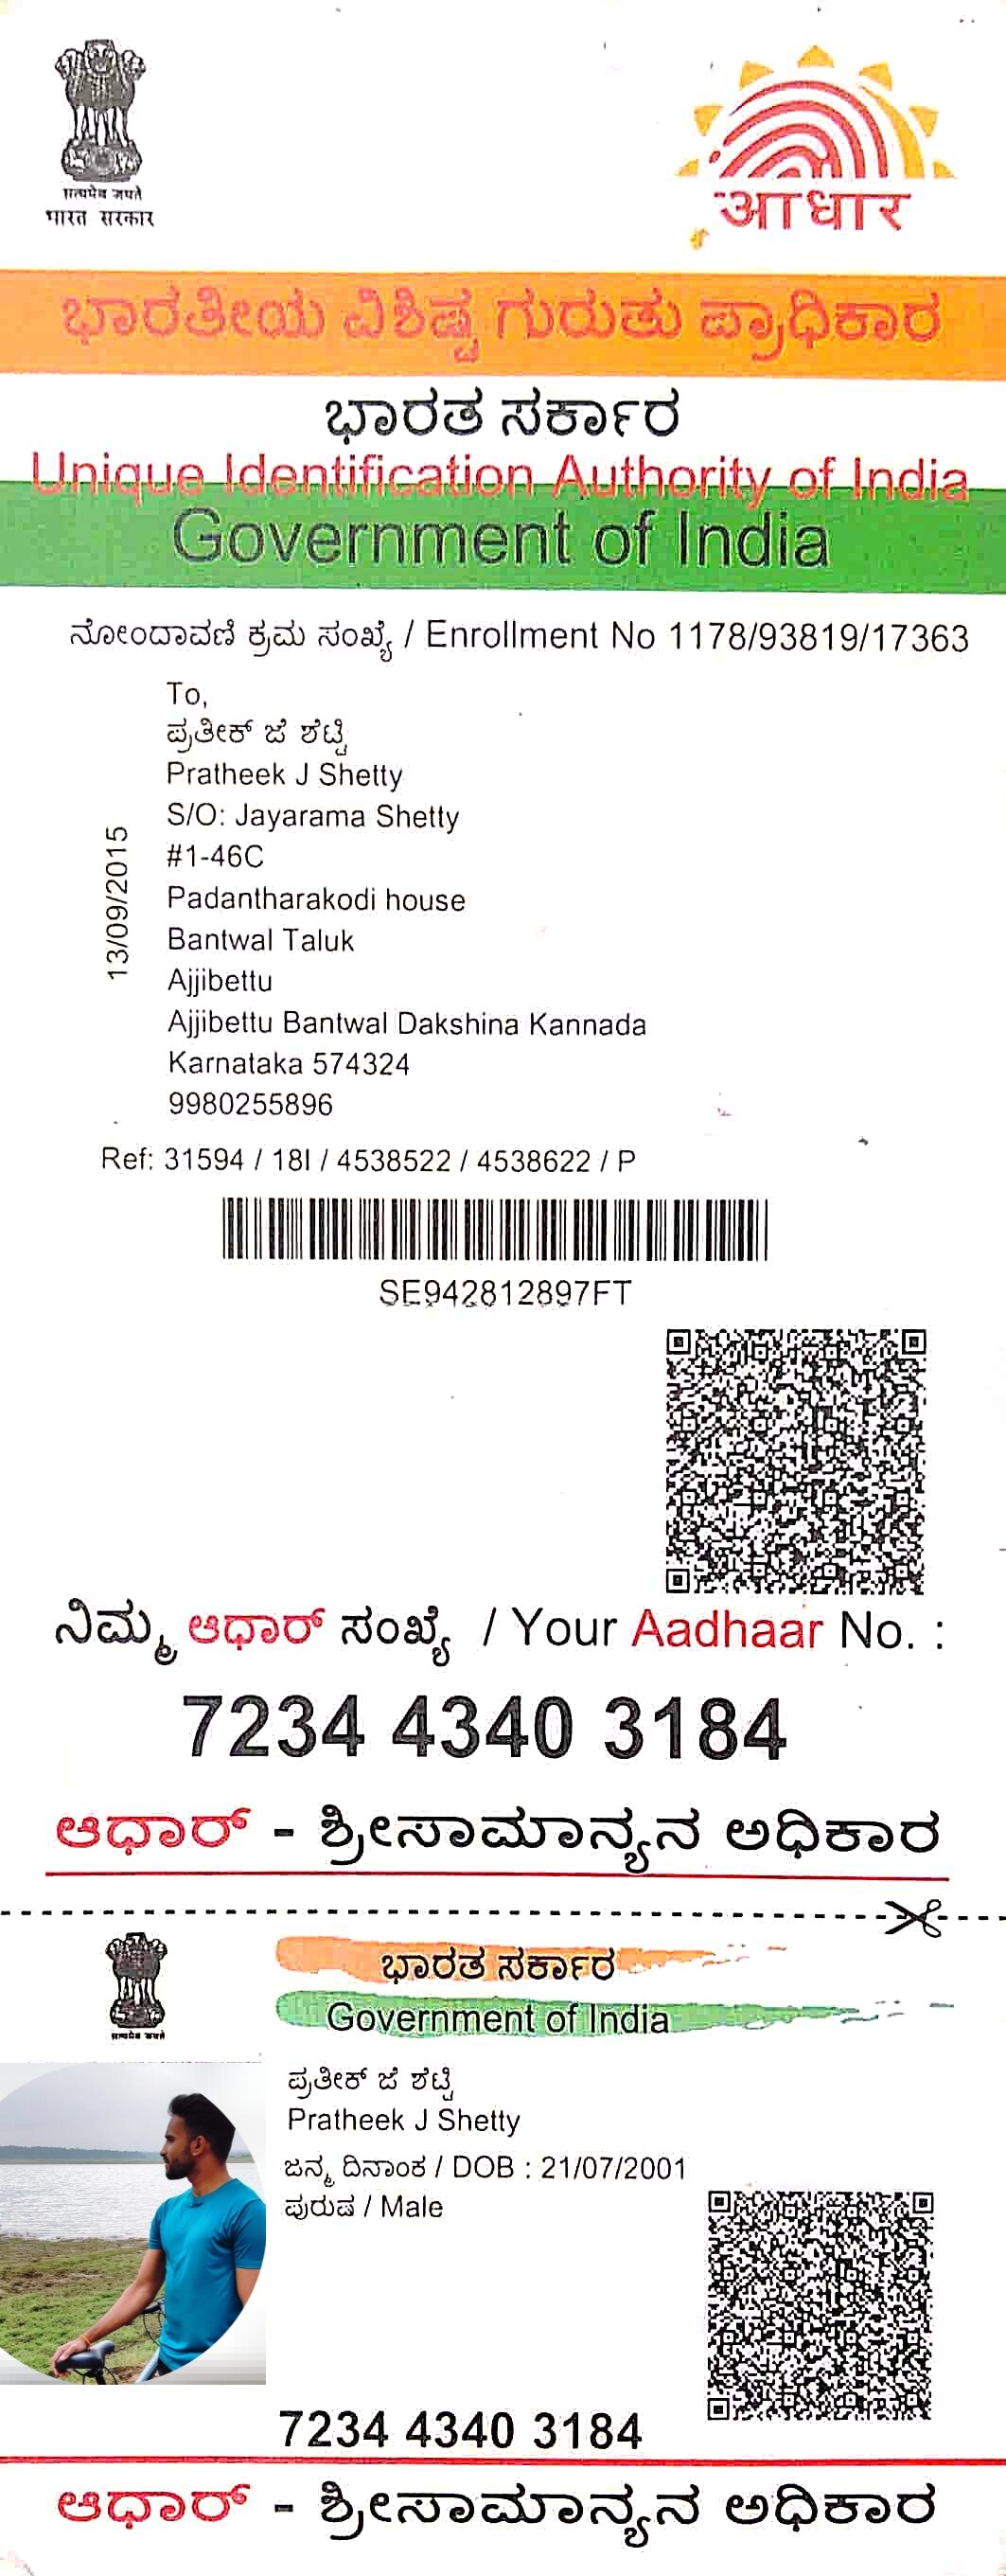 सत्यमेव जयते
भारत सरकार
आधार
ಭಾರತೀಯ ವಿಶಿಷ್ಟ ಗುರುತು ಪ್ರಾಧಿಕಾರ
ಭಾರತ ಸರ್ಕಾರ
Unique Identification Authority of India
Government of India
ನೋಂದಾವಣಿ ಕ್ರಮ ಸಂಖ್ಯೆ / Enrollment No 1178/93819/17363
To,
ಪ್ರತೀಕ್ ಜೆ ಶೆಟ್ಟಿ
Pratheek J Shetty
S/O: Jayarama Shetty
#1-46C
Padantharakodi house
Bantwal Taluk
Ajjibettu
Ajjibettu Bantwal Dakshina Kannada
Karnataka 574324
9980255896
13/09/2015
Ref: 31594 / 18I / 4538522 / 4538622 / P
SE942812897FT
ನಿಮ್ಮ ಆಧಾರ್ ಸಂಖ್ಯೆ / Your Aadhaar No. :
7234 4340 3184
ಆಧಾರ್ - ಶ್ರೀಸಾಮಾನ್ಯನ ಅಧಿಕಾರ
सत्यमेव जयते
ಭಾರತ ಸರ್ಕಾರ
Government of India
ಪ್ರತೀಕ್ ಜೆ ಶೆಟ್ಟಿ
Pratheek J Shetty
ಜನ್ಮ ದಿನಾಂಕ / DOB : 21/07/2001
ಪುರುಷ / Male
7234 4340 3184
ಆಧಾರ್ - ಶ್ರೀಸಾಮಾನ್ಯನ ಅಧಿಕಾರ